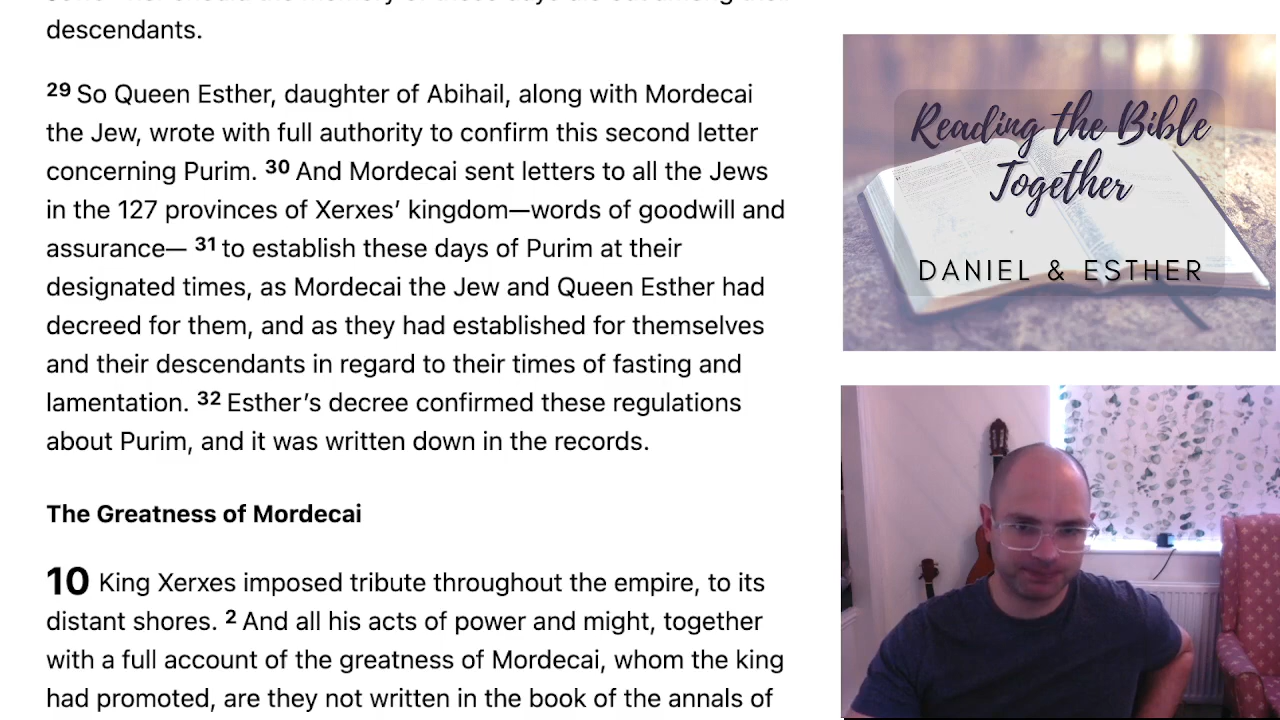 descendants.
29 So Queen Esther, daughter of Abihail, along with Mordecai
the Jew, wrote with full authority to confirm this second letter
concerning Purim. 30 And Mordecai sent letters to all the Jews
in the 127 provinces of Xerxes’ kingdom—words of goodwill and
assurance— 31 to establish these days of Purim at their
designated times, as Mordecai the Jew and Queen Esther had
decreed for them, and as they had established for themselves
and their descendants in regard to their times of fasting and
lamentation. 32 Esther’s decree confirmed these regulations
about Purim, and it was written down in the records.
The Greatness of Mordecai
10 King Xerxes imposed tribute throughout the empire, to its
distant shores. 2 And all his acts of power and might, together
with a full account of the greatness of Mordecai, whom the king
had promoted, are they not written in the book of the annals of
Reading the Bible
Together
DANIEL & ESTHER